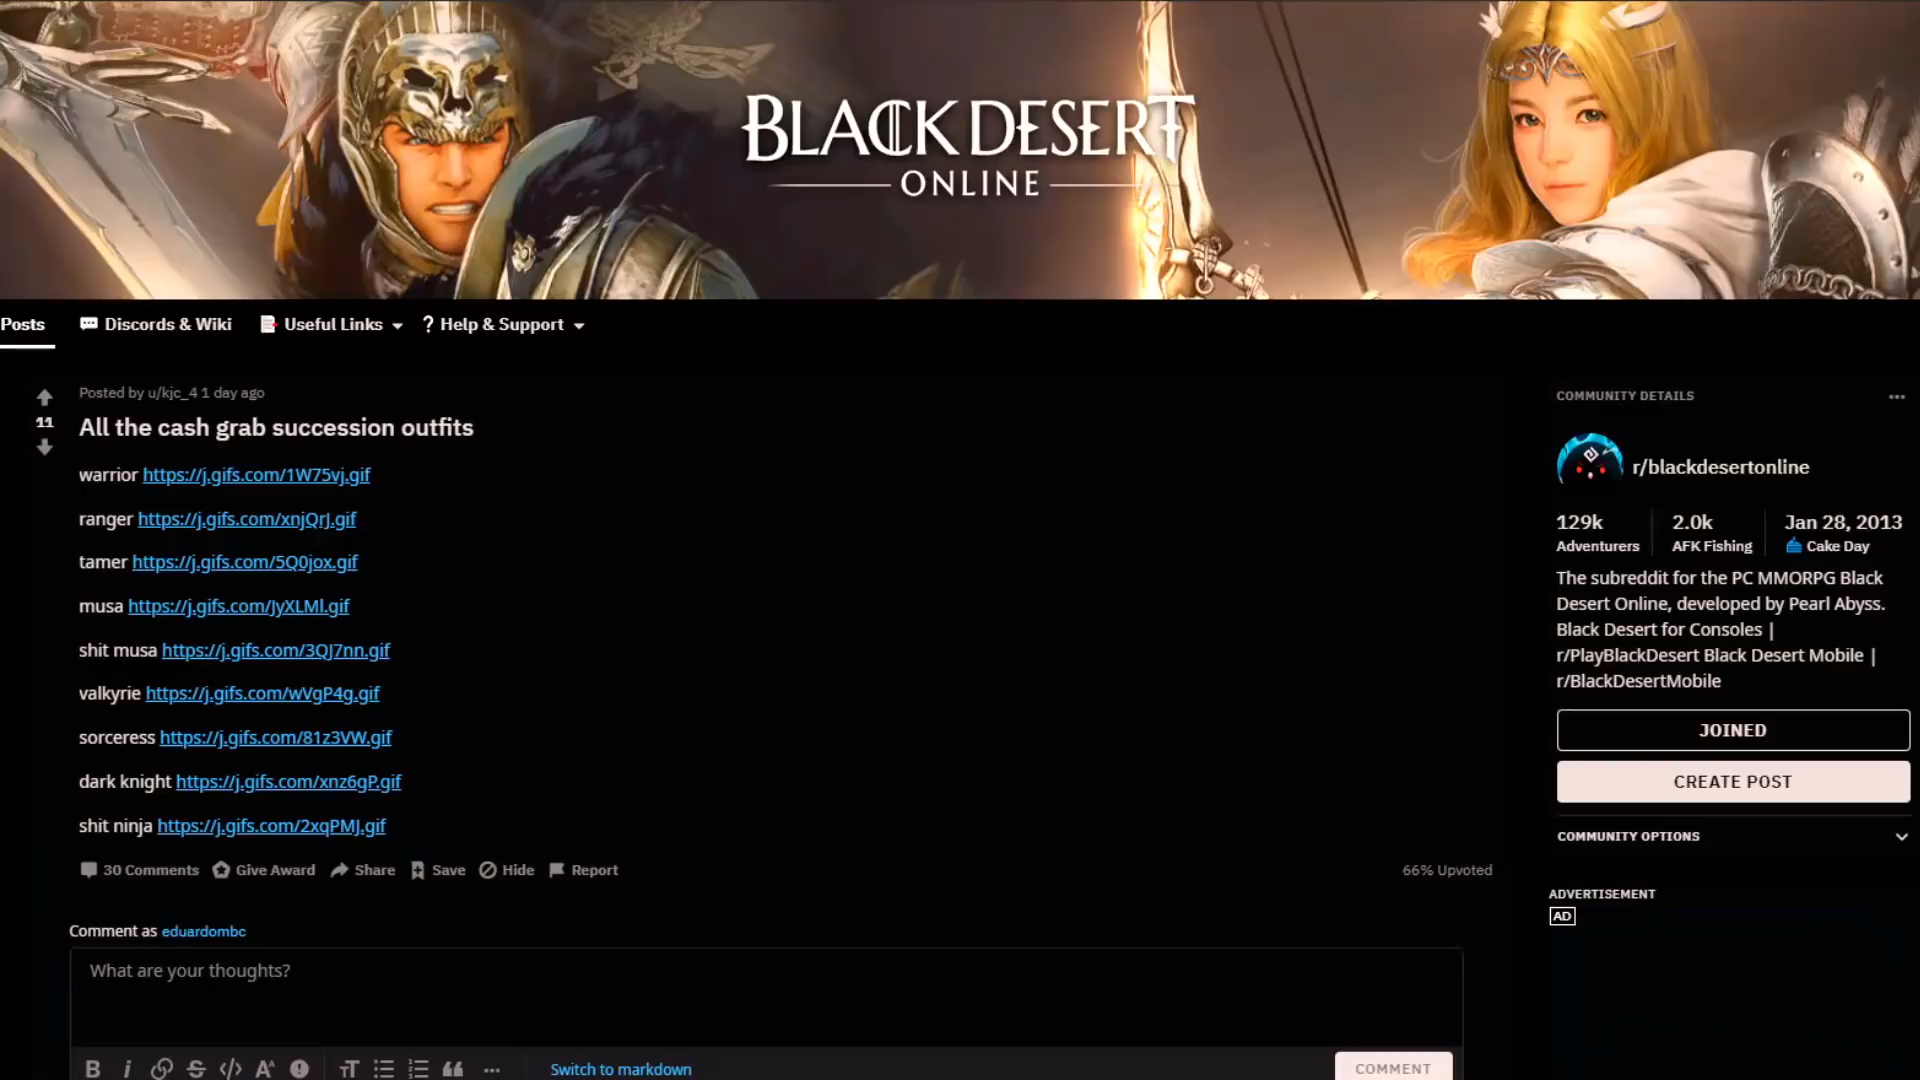 BLACK DESERT
ONLINE
Posts
Discords & Wiki
Useful Links
? Help & Support
Posted by u/kjc_4 1 day ago
11
All the cash grab succession outfits
warrior https://j.gifs.com/1W75vj.gif
ranger https://j.gifs.com/xnjQrJ.gif
tamer https://j.gifs.com/5Q0jox.gif
musa https://j.gifs.com/JyXLMl.gif
shit musa https://j.gifs.com/3QJ7nn.gif
valkyrie https://j.gifs.com/wVgP4g.gif
sorceress https://j.gifs.com/81z3VW.gif
dark knight https://j.gifs.com/xnz6gP.gif
shit ninja https://j.gifs.com/2xqPMJ.gif
30 Comments
Give Award
Share
Save
Hide
Report
66% Upvoted
Comment as eduardombc
What are your thoughts?
Switch to markdown
COMMENT
COMMUNITY DETAILS
r/blackdesertonline
129k
Adventurers
2.0k
AFK Fishing
Jan 28, 2013
Cake Day
The subreddit for the PC MMORPG Black
Desert Online, developed by Pearl Abyss.
Black Desert for Consoles |
r/PlayBlackDesert Black Desert Mobile |
r/BlackDesertMobile
JOINED
CREATE POST
COMMUNITY OPTIONS
ADVERTISEMENT
AD